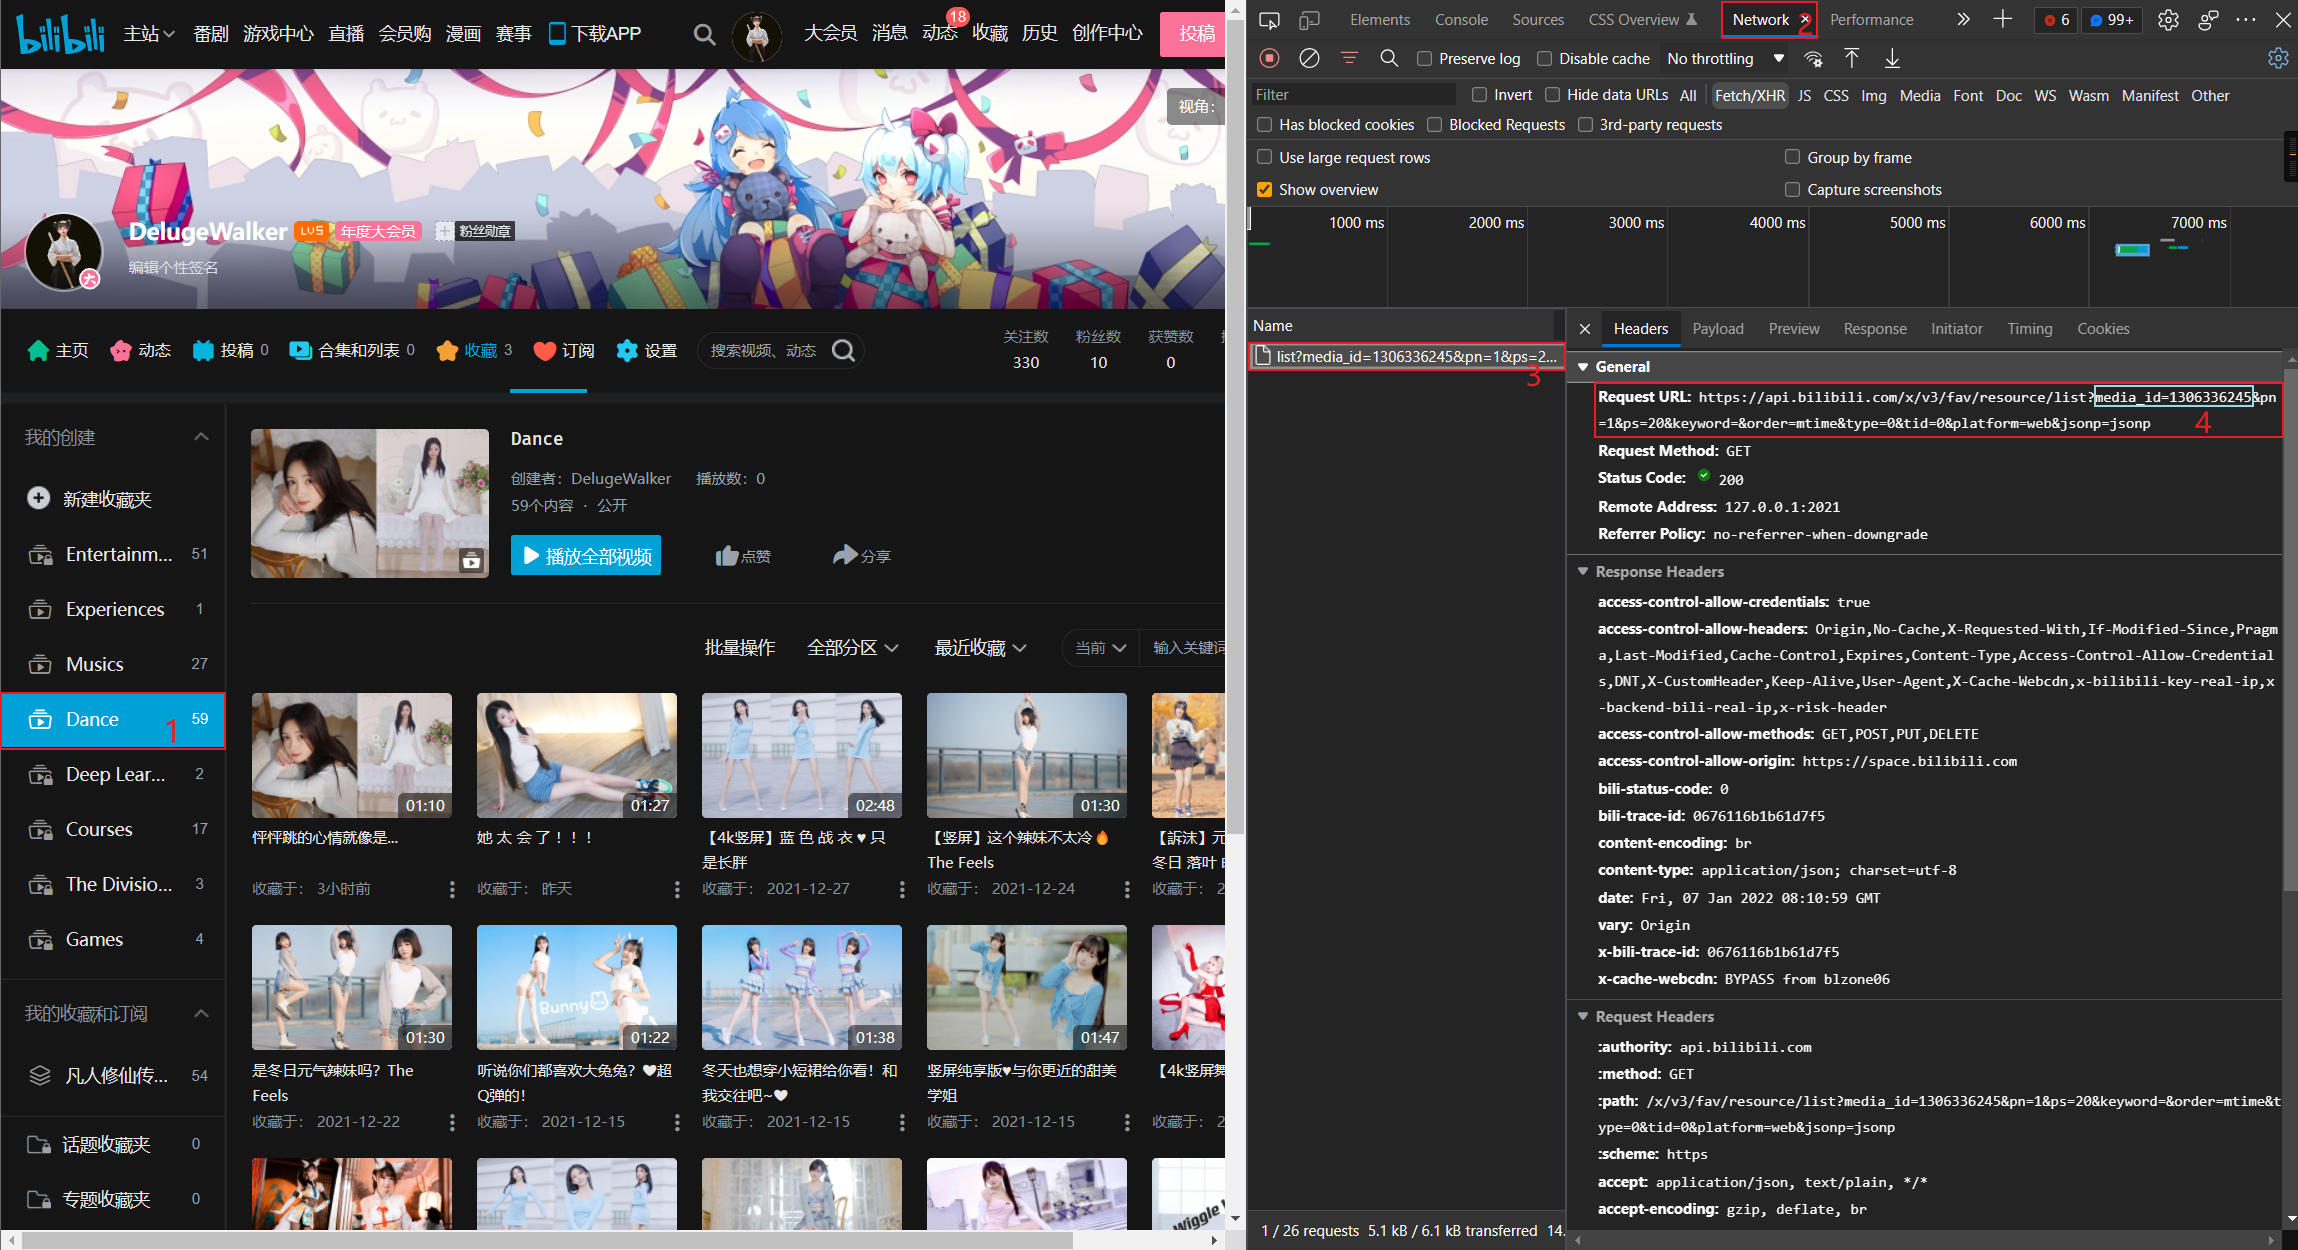 bilibili 主站 番剧 游戏中心 直播 会员购 漫画 赛事 下载APP 大会员 消息 动态 18 收藏 历史 创作中心 投稿
视角：
DelugeWalker LV5 年度大会员 粉丝勋章
编辑个性签名
大
主页 动态 投稿 0 合集和列表 0 收藏 3 订阅 设置 搜索视频、动态
关注数 粉丝数 获赞数
330 10 0
我的创建
新建收藏夹
Entertainm... 51
Experiences 1
Musics 27
Dance 1 59
Deep Lear... 2
Courses 17
The Divisio... 3
Games 4
我的收藏和订阅
凡人修仙传... 54
话题收藏夹 0
专题收藏夹 0
Dance
创建者：DelugeWalker 播放数：0
59个内容 · 公开
播放全部视频 点赞 分享
批量操作 全部分区 最近收藏 当前 输入关键词
01:10 01:27 02:48 01:30
怦怦跳的心情就像是...
她 太 会 了！！！
【4k竖屏】蓝 色 战 衣 ♥ 只
是长胖
【竖屏】这个辣妹不太冷🔥
The Feels
【訴沫】元
冬日 落叶
收藏于： 3小时前 收藏于： 昨天 收藏于： 2021-12-27 收藏于： 2021-12-24 收藏于： 2
Bunny
01:30 01:22 01:38 01:47
是冬日元气辣妹吗？The
Feels
听说你们都喜欢大兔兔？♥超
Q弹的！
冬天也想穿小短裙给你看！和
我交往吧~♥
竖屏纯享版♥与你更近的甜美
学姐
【4k竖屏舞
收藏于： 2021-12-22 收藏于： 2021-12-15 收藏于： 2021-12-15 收藏于： 2021-12-15 收藏于： 2
Wiggle
Elements Console Sources CSS Overview Network 2 Performance 6 99+
Preserve log Disable cache No throttling
Filter Invert Hide data URLs All Fetch/XHR JS CSS Img Media Font Doc WS Wasm Manifest Other
Has blocked cookies Blocked Requests 3rd-party requests
Use large request rows Group by frame
Show overview Capture screenshots
1000 ms 2000 ms 3000 ms 4000 ms 5000 ms 6000 ms 7000 ms
Name
list?media_id=1306336245&pn=1&ps=2...
3
1 / 26 requests 5.1 kB / 6.1 kB transferred 14.
Headers Payload Preview Response Initiator Timing Cookies
General
Request URL: https://api.bilibili.com/x/v3/fav/resource/list?media_id=1306336245&pn
=1&ps=20&keyword=&order=mtime&type=0&tid=0&platform=web&jsonp=jsonp 4
Request Method: GET
Status Code: 200
Remote Address: 127.0.0.1:2021
Referrer Policy: no-referrer-when-downgrade
Response Headers
access-control-allow-credentials: true
access-control-allow-headers: Origin,No-Cache,X-Requested-With,If-Modified-Since,Pragm
a,Last-Modified,Cache-Control,Expires,Content-Type,Access-Control-Allow-Credential
s,DNT,X-CustomHeader,Keep-Alive,User-Agent,X-Cache-Webcdn,x-bilibili-key-real-ip,x
-backend-bili-real-ip,x-risk-header
access-control-allow-methods: GET,POST,PUT,DELETE
access-control-allow-origin: https://space.bilibili.com
bili-status-code: 0
bili-trace-id: 0676116b1b61d7f5
content-encoding: br
content-type: application/json; charset=utf-8
date: Fri, 07 Jan 2022 08:10:59 GMT
vary: Origin
x-bili-trace-id: 0676116b1b61d7f5
x-cache-webcdn: BYPASS from blzone06
Request Headers
:authority: api.bilibili.com
:method: GET
:path: /x/v3/fav/resource/list?media_id=1306336245&pn=1&ps=20&keyword=&order=mtime&t
ype=0&tid=0&platform=web&jsonp=jsonp
:scheme: https
accept: application/json, text/plain, */*
accept-encoding: gzip, deflate, br